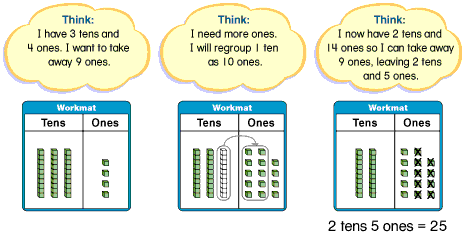 Think:
I have 3 tens and
4 ones. I want to take
away 9 ones.
Think:
I need more ones.
I will regroup 1 ten
as 10 ones.
Think:
I now have 2 tens and
14 ones so I can take away
9 ones, leaving 2 tens
and 5 ones.
Workmat
Tens Ones
Workmat
Tens Ones
Workmat
Tens Ones
2 tens 5 ones = 25